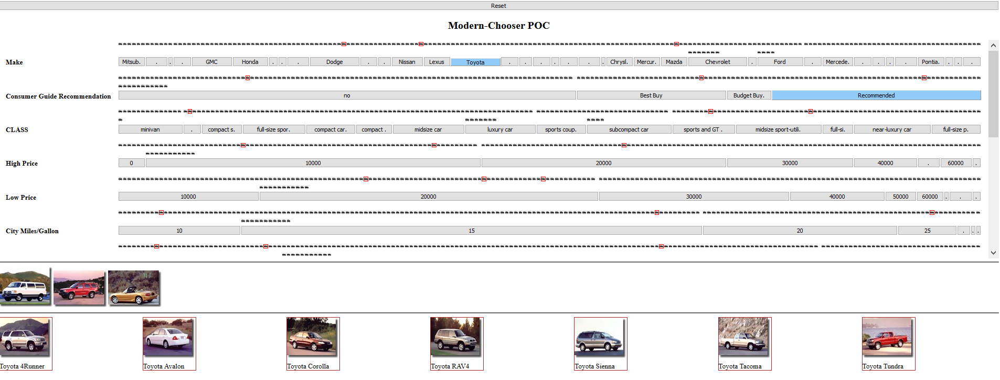 Reset
Modern-Chooser POC
Make Mitsub. . . . GMC Honda . . . Dodge . . Nissan Lexus Toyota . . . . . . . Chrysl. Mercur. Mazda Chevrolet . Ford . Mercede. . . . . Pontia. . . .
Consumer Guide Recommendation no Best Buy Budget Buy. Recommended
CLASS minivan . compact s. full-size spor. compact car. compact . midsize car luxury car sports coup. subcompact car sports and GT . midsize sport-utili. full-si. near-luxury car full-size p.
High Price 0 10000 20000 30000 40000 . 60000 .
Low Price 10000 20000 30000 40000 50000 60000 . . .
City Miles/Gallon 10 15 20 25 . . .
Toyota 4Runner Toyota Avalon Toyota Corolla Toyota RAV4 Toyota Sienna Toyota Tacoma Toyota Tundra